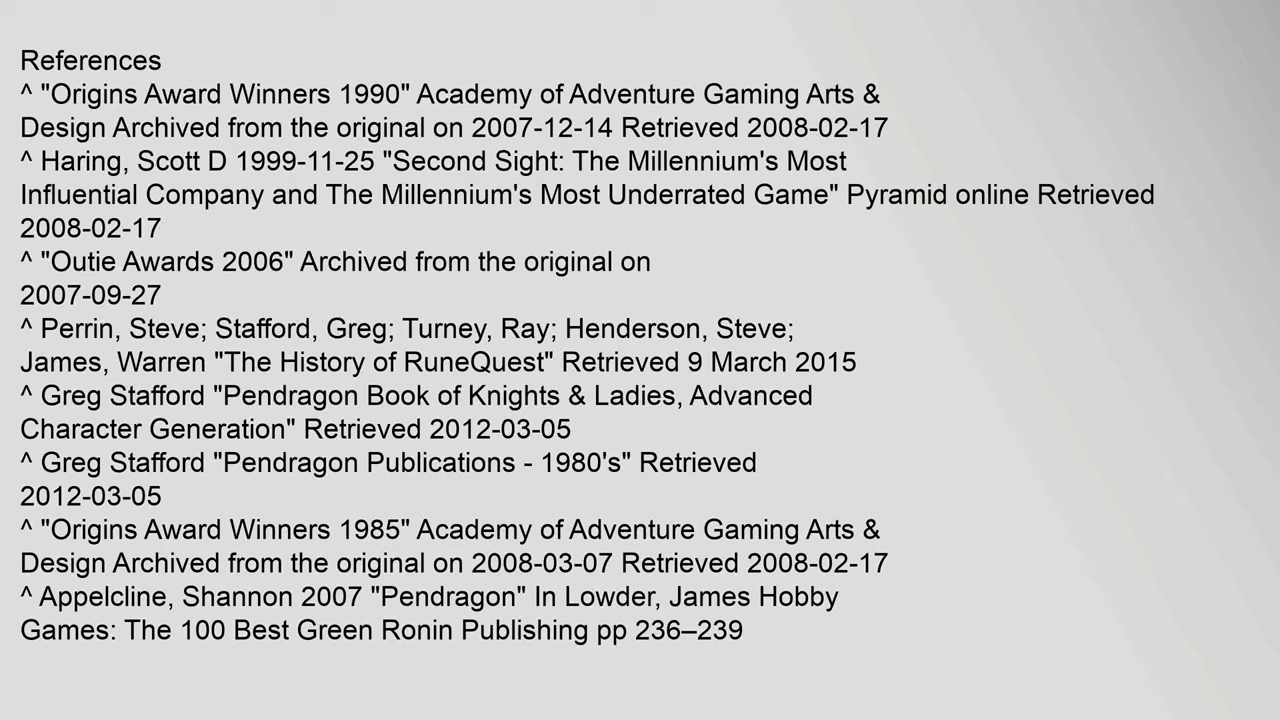 References
^ "Origins Award Winners 1990" Academy of Adventure Gaming Arts &
Design Archived from the original on 2007-12-14 Retrieved 2008-02-17
^ Haring, Scott D 1999-11-25 "Second Sight: The Millennium's Most
Influential Company and The Millennium's Most Underrated Game" Pyramid online Retrieved
2008-02-17
^ "Outie Awards 2006" Archived from the original on
2007-09-27
^ Perrin, Steve; Stafford, Greg; Turney, Ray; Henderson, Steve;
James, Warren "The History of RuneQuest" Retrieved 9 March 2015
^ Greg Stafford "Pendragon Book of Knights & Ladies, Advanced
Character Generation" Retrieved 2012-03-05
^ Greg Stafford "Pendragon Publications - 1980's" Retrieved
2012-03-05
^ "Origins Award Winners 1985" Academy of Adventure Gaming Arts &
Design Archived from the original on 2008-03-07 Retrieved 2008-02-17
^ Appelcline, Shannon 2007 "Pendragon" In Lowder, James Hobby
Games: The 100 Best Green Ronin Publishing pp 236–239